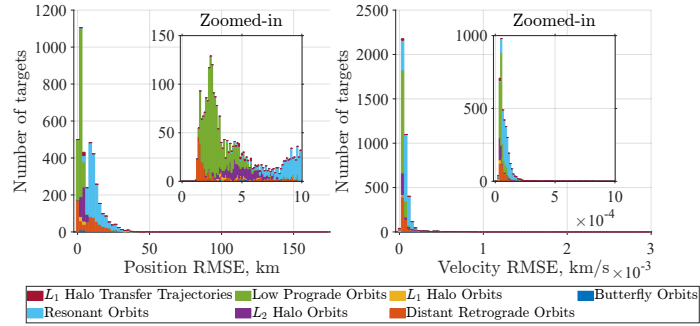 Zoomed-in
1200
1000
800
600
400
200
0
150
100
50
0
0
5
10
0
50
100
150
Number of targets
Position RMSE, km
Zoomed-in
2500
2000
1500
1000
500
0
1000
500
0
0
5
10
×10⁻⁴
0
1
2
3
Number of targets
Velocity RMSE, km/s
×10⁻³
L₁ Halo Transfer Trajectories
Low Prograde Orbits
L₁ Halo Orbits
Butterfly Orbits
Resonant Orbits
L₂ Halo Orbits
Distant Retrograde Orbits